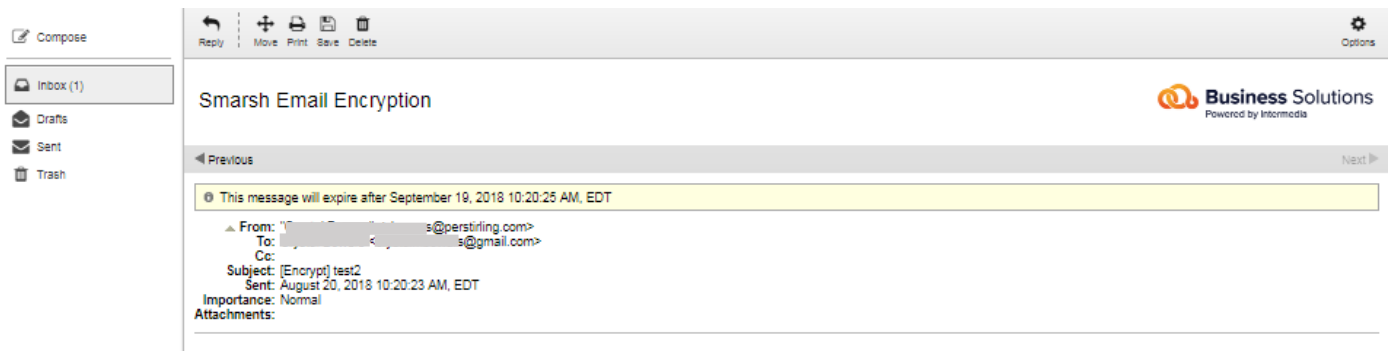 Compose
Inbox (1)
Drafts
Sent
Trash
Reply Move Print Save Delete
Options
Smarsh Email Encryption
Business Solutions
Powered by Intermedia
Previous
Next
This message will expire after September 19, 2018 10:20:25 AM, EDT
From: s@perstirling.com>
To: < s@gmail.com>
Cc:
Subject: [Encrypt] test2
Sent: August 20, 2018 10:20:23 AM, EDT
Importance: Normal
Attachments: